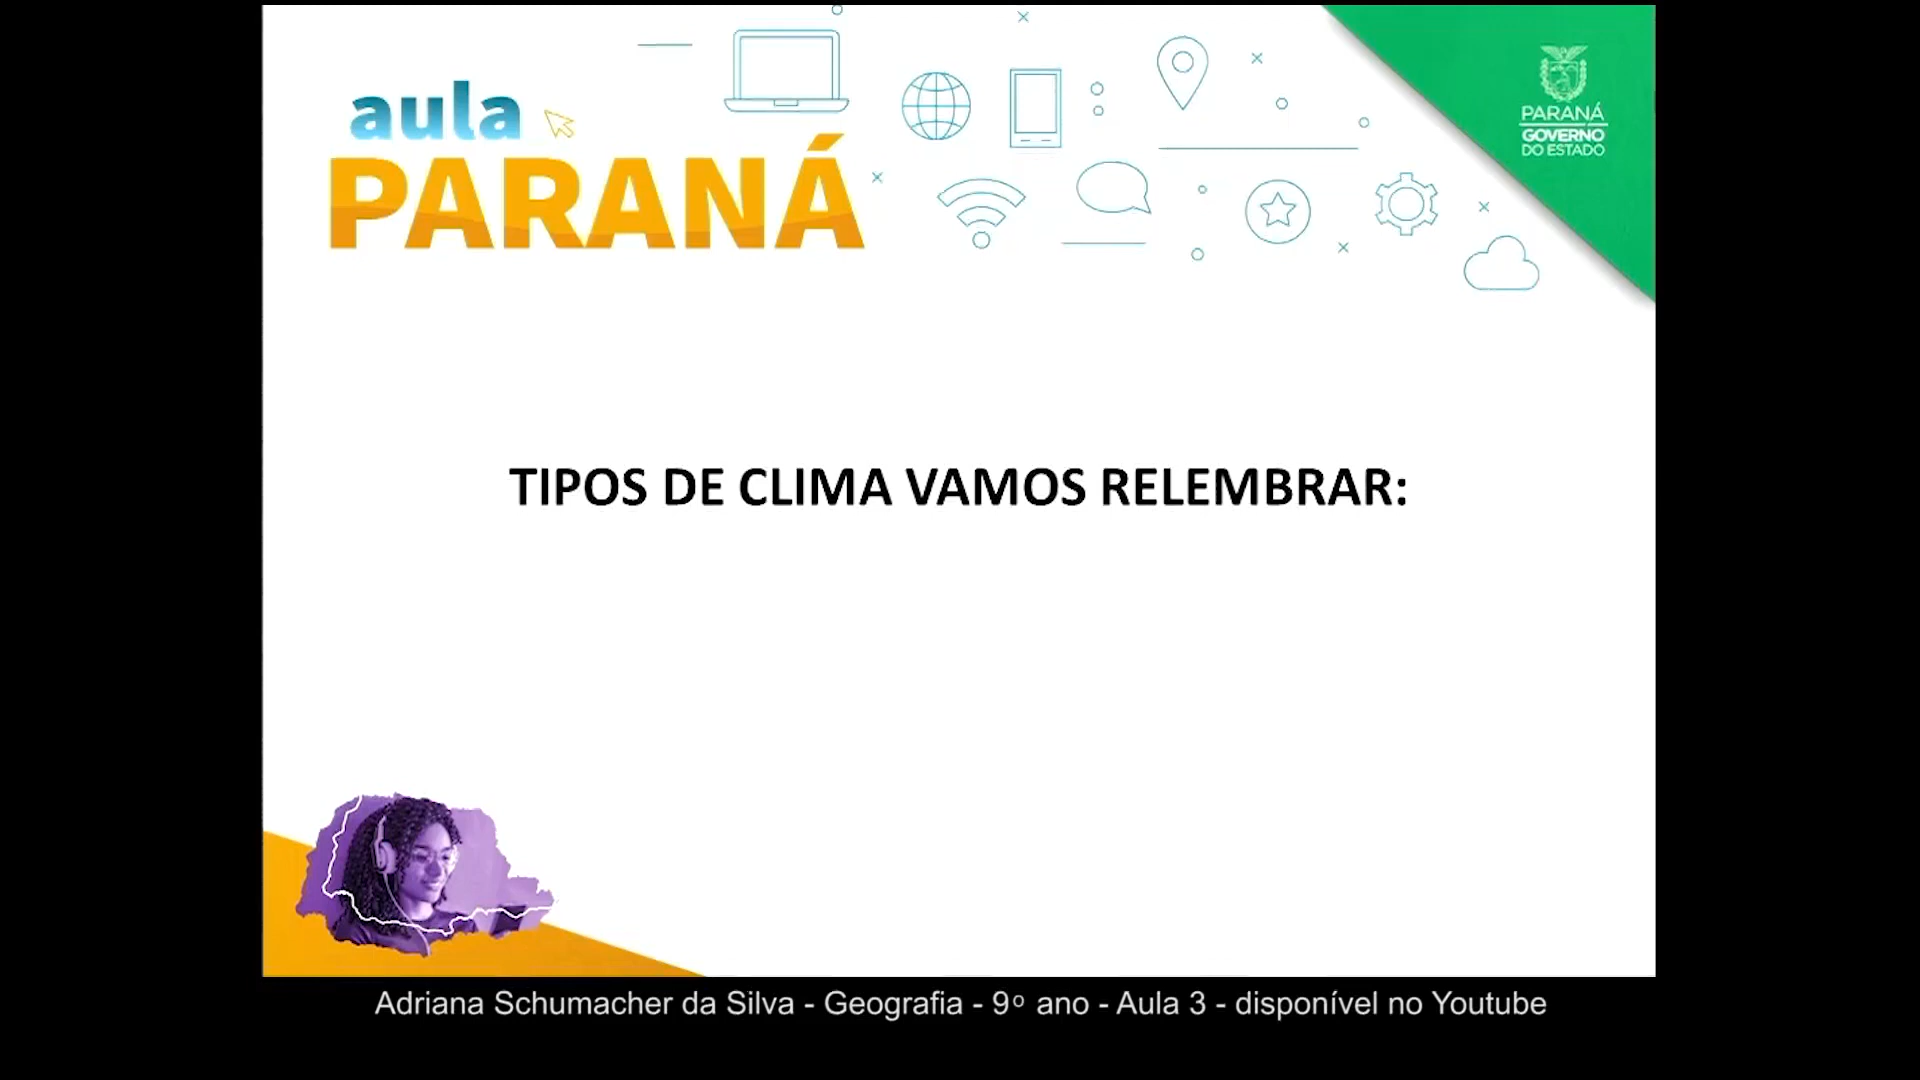 aula
PARANÁ
PARANÁ
GOVERNO
DO ESTADO
TIPOS DE CLIMA VAMOS RELEMBRAR:
Adriana Schumacher da Silva - Geografia - 9º ano - Aula 3 - disponível no Youtube